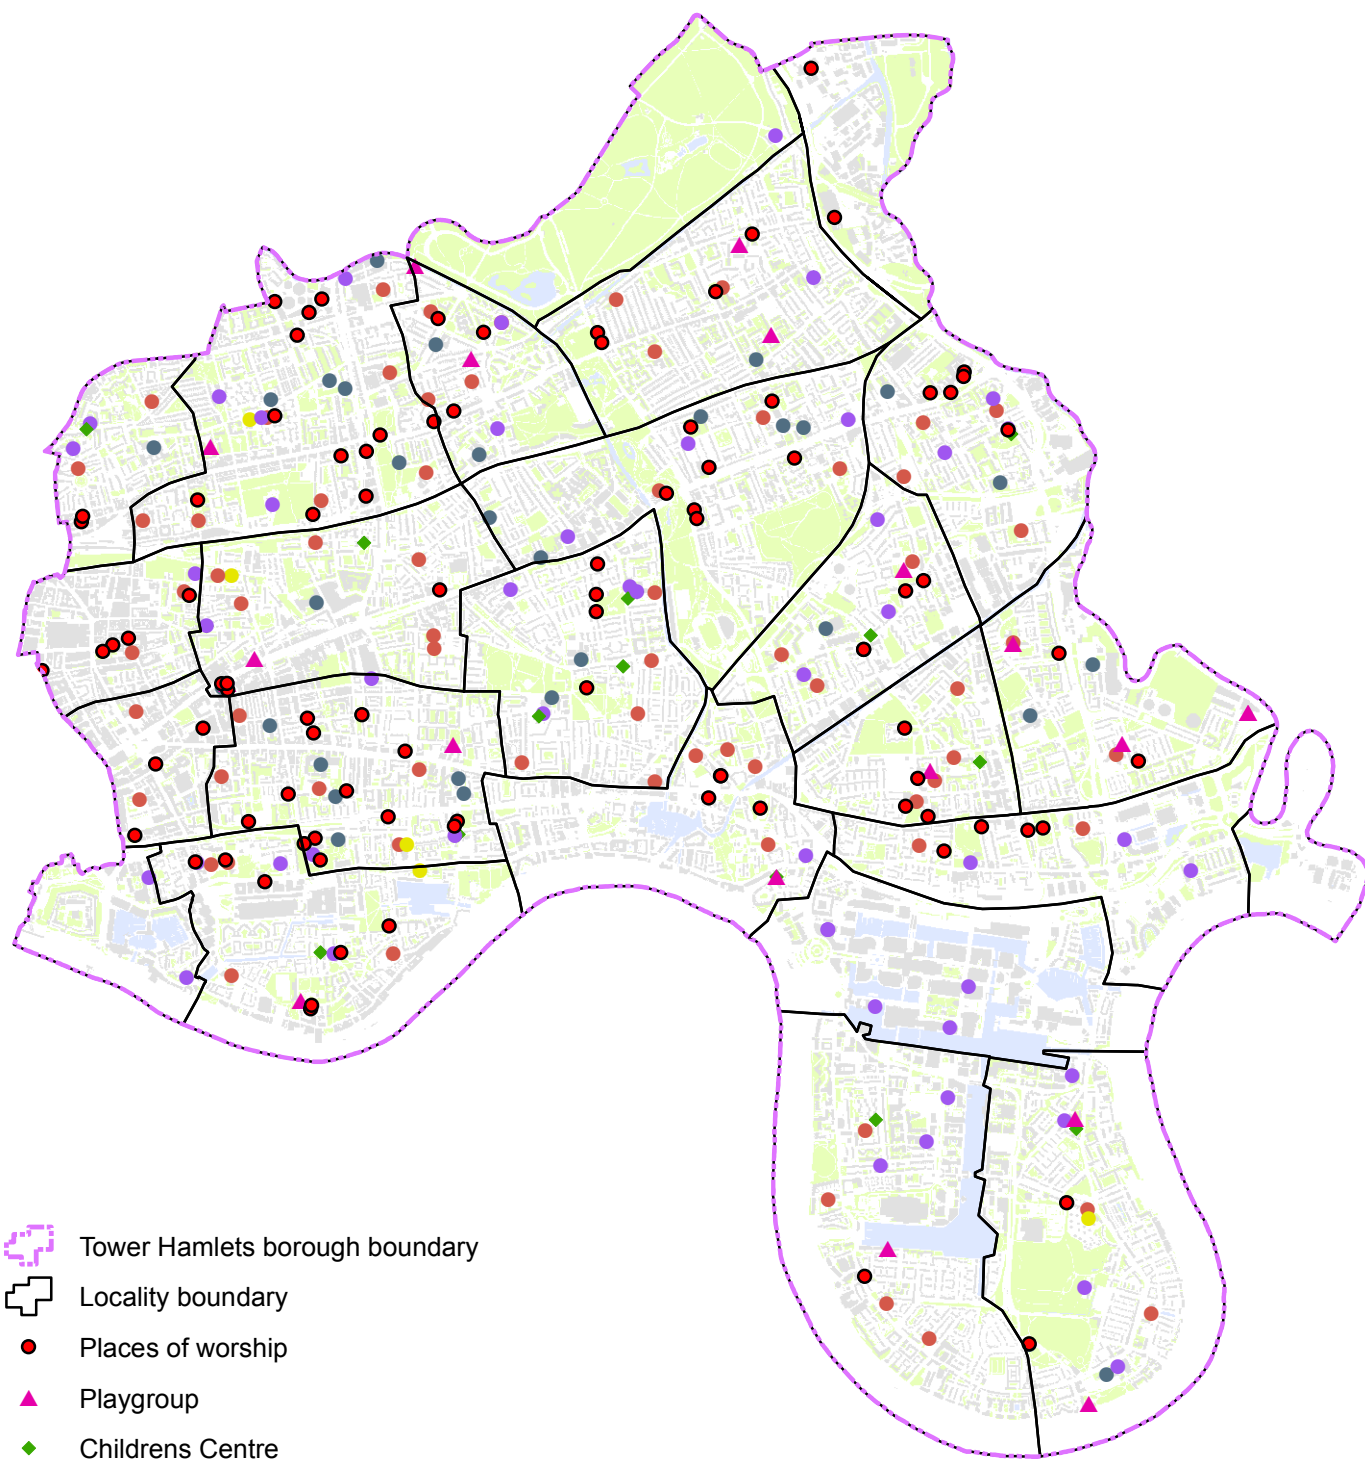 Tower Hamlets borough boundary
Locality boundary
Places of worship
Playgroup
Childrens Centre